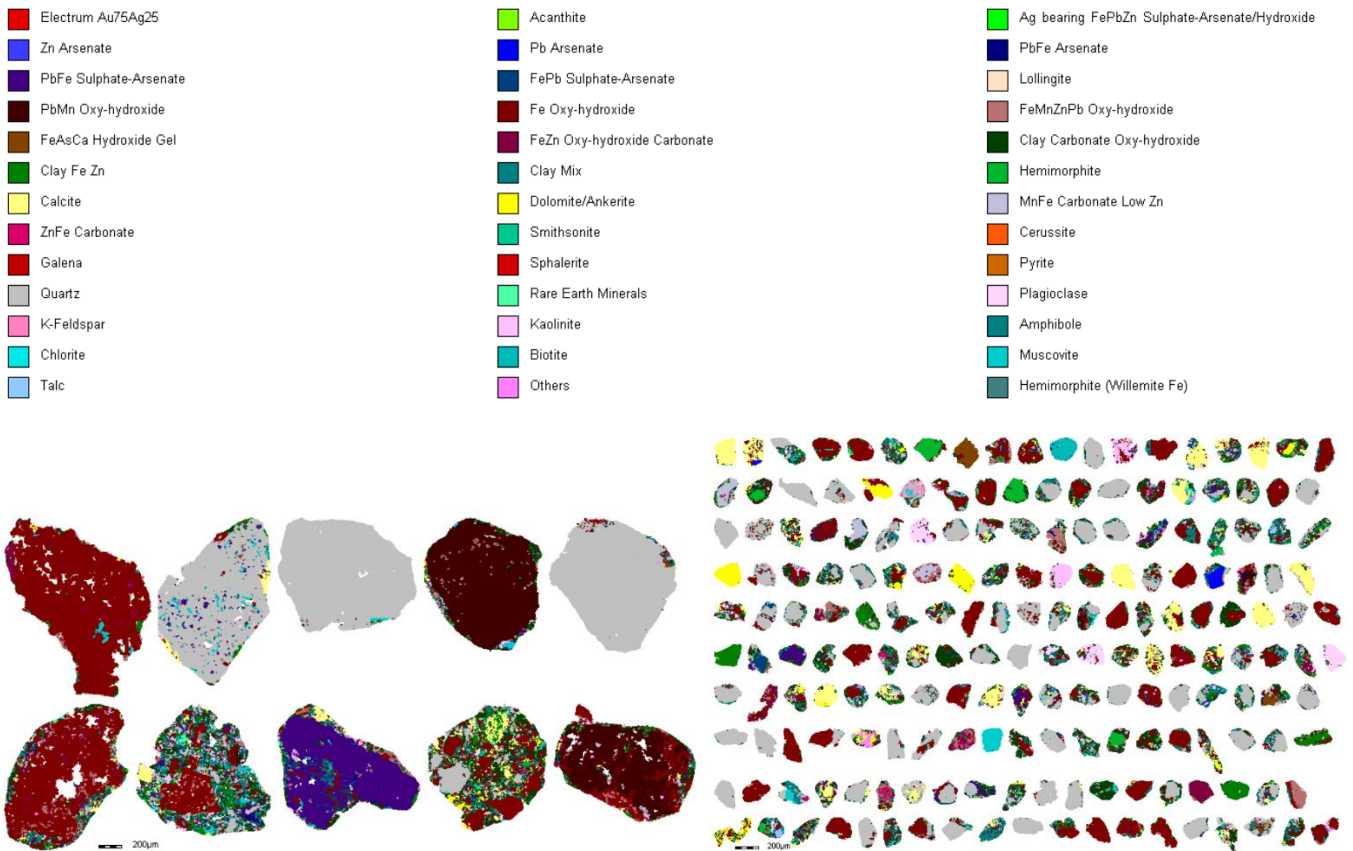 Electrum Au75Ag25
Acanthite
Ag bearing FePbZn Sulphate-Arsenate/Hydroxide
Zn Arsenate
Pb Arsenate
PbFe Arsenate
PbFe Sulphate-Arsenate
FePb Sulphate-Arsenate
Lollingite
PbMn Oxy-hydroxide
Fe Oxy-hydroxide
FeMnZnPb Oxy-hydroxide
FeAsCa Hydroxide Gel
FeZn Oxy-hydroxide Carbonate
Clay Carbonate Oxy-hydroxide
Clay Fe Zn
Clay Mix
Hemimorphite
Calcite
Dolomite/Ankerite
MnFe Carbonate Low Zn
ZnFe Carbonate
Smithsonite
Cerussite
Galena
Sphalerite
Pyrite
Quartz
Rare Earth Minerals
Plagioclase
K-Feldspar
Kaolinite
Amphibole
Chlorite
Biotite
Muscovite
Talc
Others
Hemimorphite (Willemite Fe)
200µm
200µm